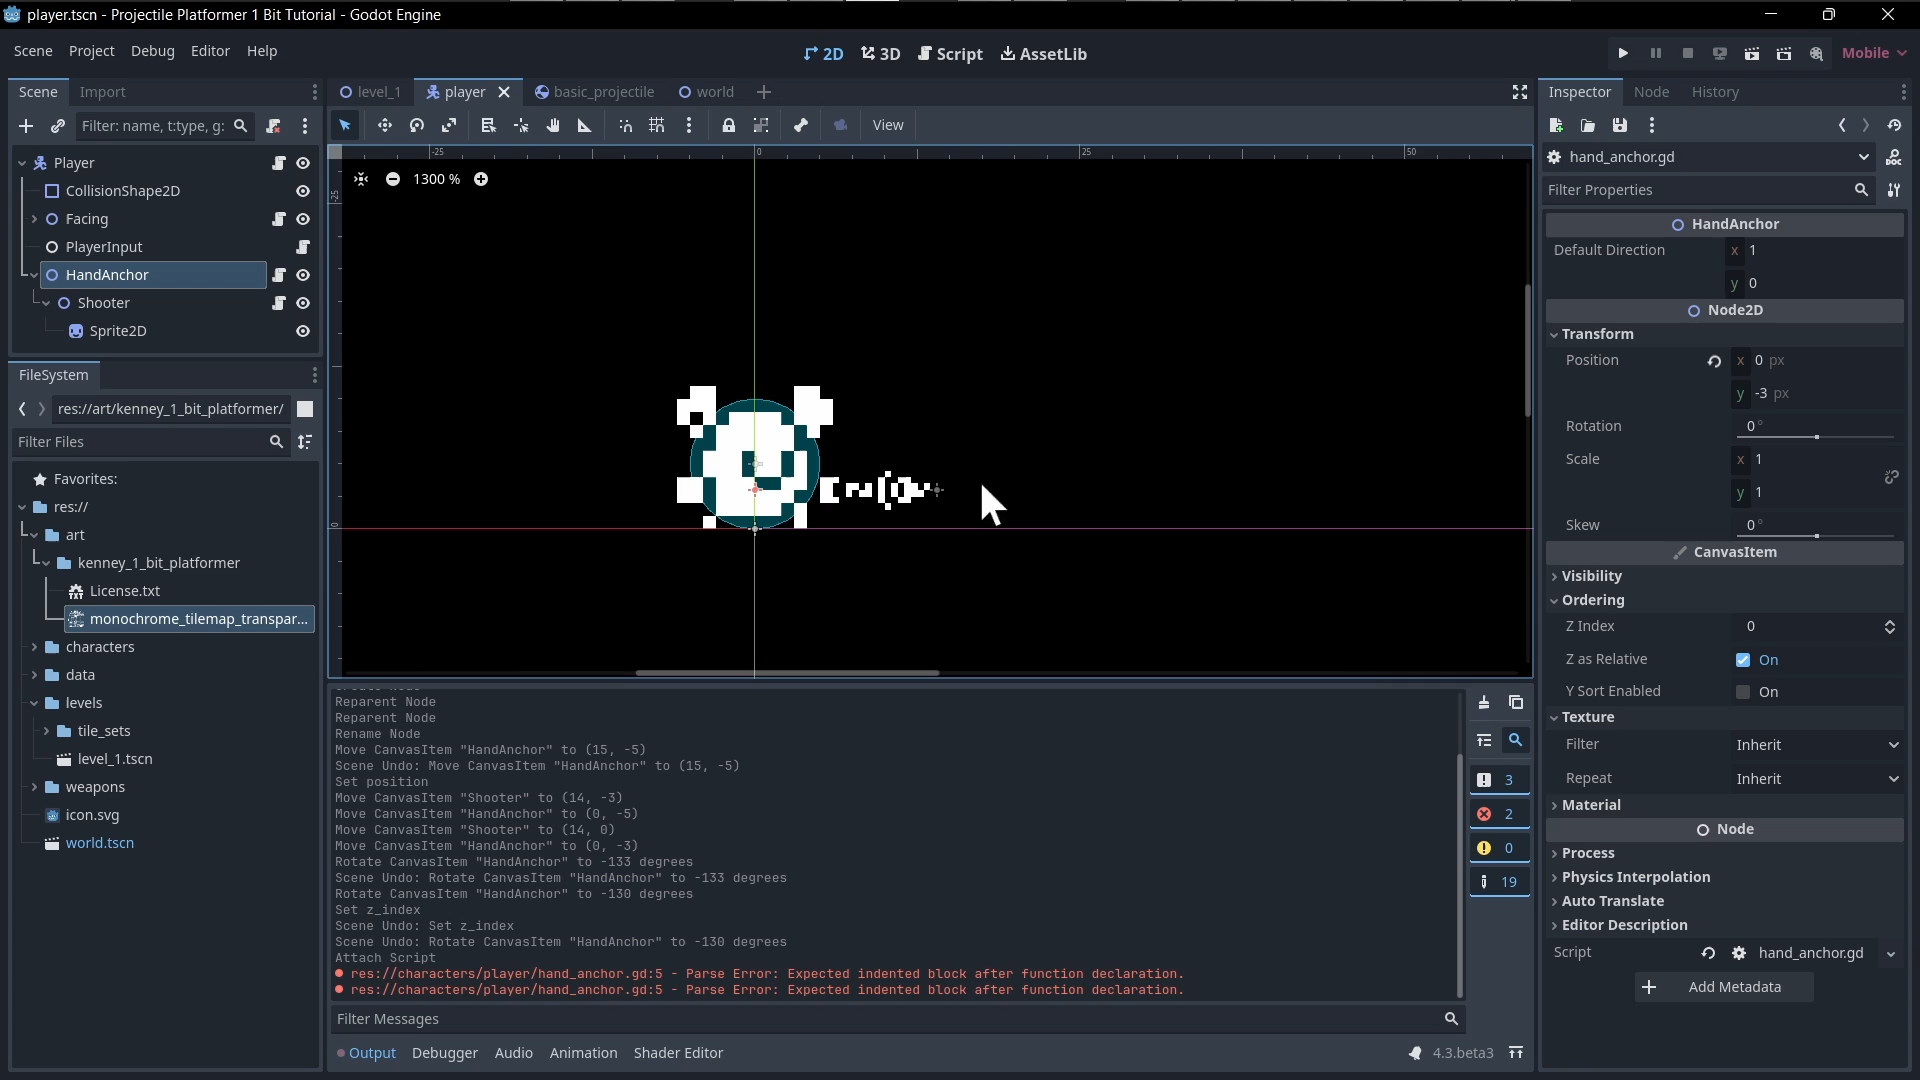 player.tscn - Projectile Platformer 1 Bit Tutorial - Godot Engine
Scene Project Debug Editor Help
2D 3D Script AssetLib
Mobile
Scene Import
Filter: name, t:type, g:
Player
CollisionShape2D
Facing
PlayerInput
HandAnchor
Shooter
Sprite2D
FileSystem
res://art/kenney_1_bit_platformer/
Filter Files
Favorites:
res://
art
kenney_1_bit_platformer
License.txt
monochrome_tilemap_transpar...
characters
data
levels
tile_sets
level_1.tscn
weapons
icon.svg
world.tscn
level_1 player basic_projectile world
View
-25 0 25 50
-25
0
1300 %
Reparent Node
Reparent Node
Rename Node
Move CanvasItem "HandAnchor" to (15, -5)
Scene Undo: Move CanvasItem "HandAnchor" to (15, -5)
Set position
Move CanvasItem "Shooter" to (14, -3)
Move CanvasItem "HandAnchor" to (0, -5)
Move CanvasItem "Shooter" to (14, 0)
Move CanvasItem "HandAnchor" to (0, -3)
Rotate CanvasItem "HandAnchor" to -133 degrees
Scene Undo: Rotate CanvasItem "HandAnchor" to -133 degrees
Rotate CanvasItem "HandAnchor" to -130 degrees
Set z_index
Scene Undo: Set z_index
Scene Undo: Rotate CanvasItem "HandAnchor" to -130 degrees
Attach Script
res://characters/player/hand_anchor.gd:5 - Parse Error: Expected indented block after function declaration.
res://characters/player/hand_anchor.gd:5 - Parse Error: Expected indented block after function declaration.
3
2
0
19
Filter Messages
Output Debugger Audio Animation Shader Editor
4.3.beta3
Inspector Node History
hand_anchor.gd
Filter Properties
HandAnchor
Default Direction x 1
y 0
Node2D
Transform
Position x 0 px
y -3 px
Rotation 0 °
Scale x 1
y 1
Skew 0 °
CanvasItem
Visibility
Ordering
Z Index 0
Z as Relative On
Y Sort Enabled On
Texture
Filter Inherit
Repeat Inherit
Material
Node
Process
Physics Interpolation
Auto Translate
Editor Description
Script hand_anchor.gd
Add Metadata